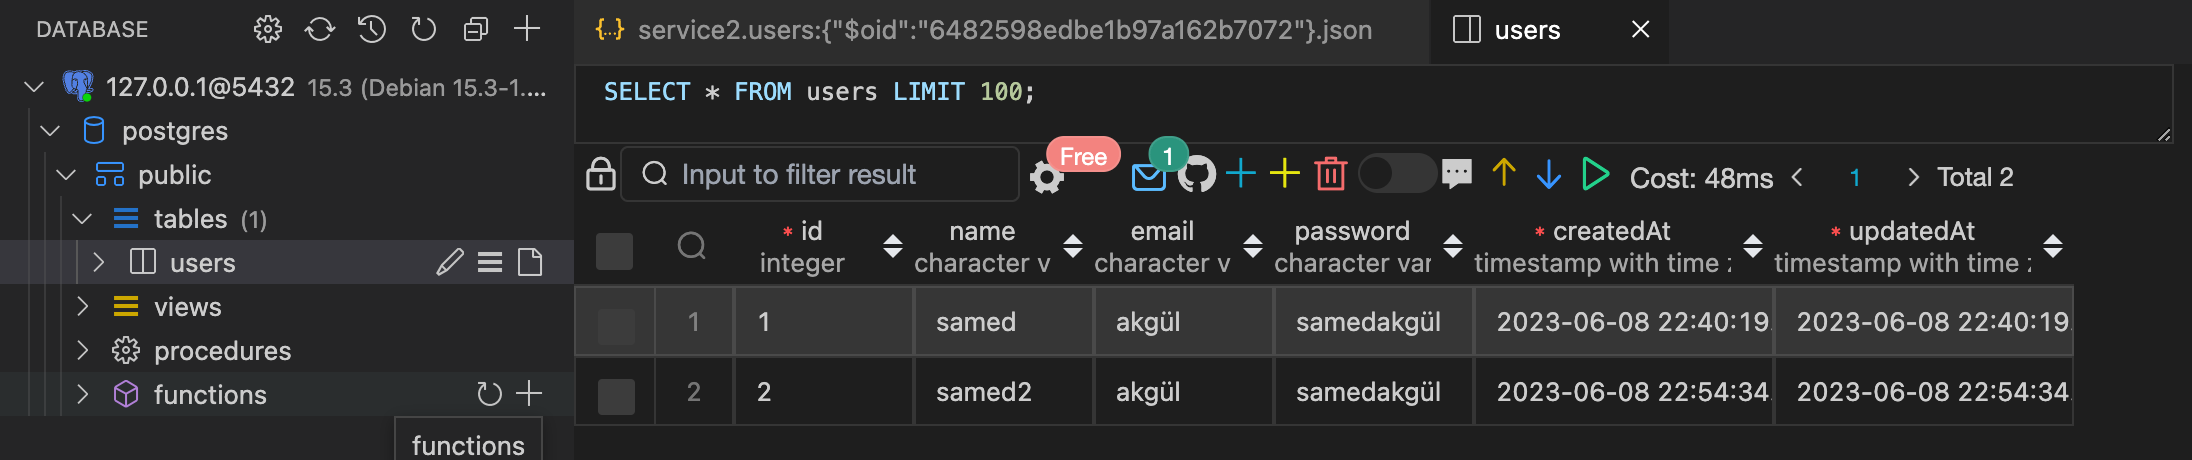 DATABASE
127.0.0.1@5432 15.3 (Debian 15.3-1....
postgres
public
tables (1)
users
views
procedures
functions
functions
{..} service2.users:{"$oid":"6482598edbe1b97a162b7072"}.json
users
SELECT * FROM users LIMIT 100;
Input to filter result
Free
1
Cost: 48ms < 1 > Total 2
* id name email password * createdAt * updatedAt
integer character v character v character var timestamp with time z timestamp with time z
1 1 samed akgül samedakgül 2023-06-08 22:40:19. 2023-06-08 22:40:19.
2 2 samed2 akgül samedakgül 2023-06-08 22:54:34. 2023-06-08 22:54:34.